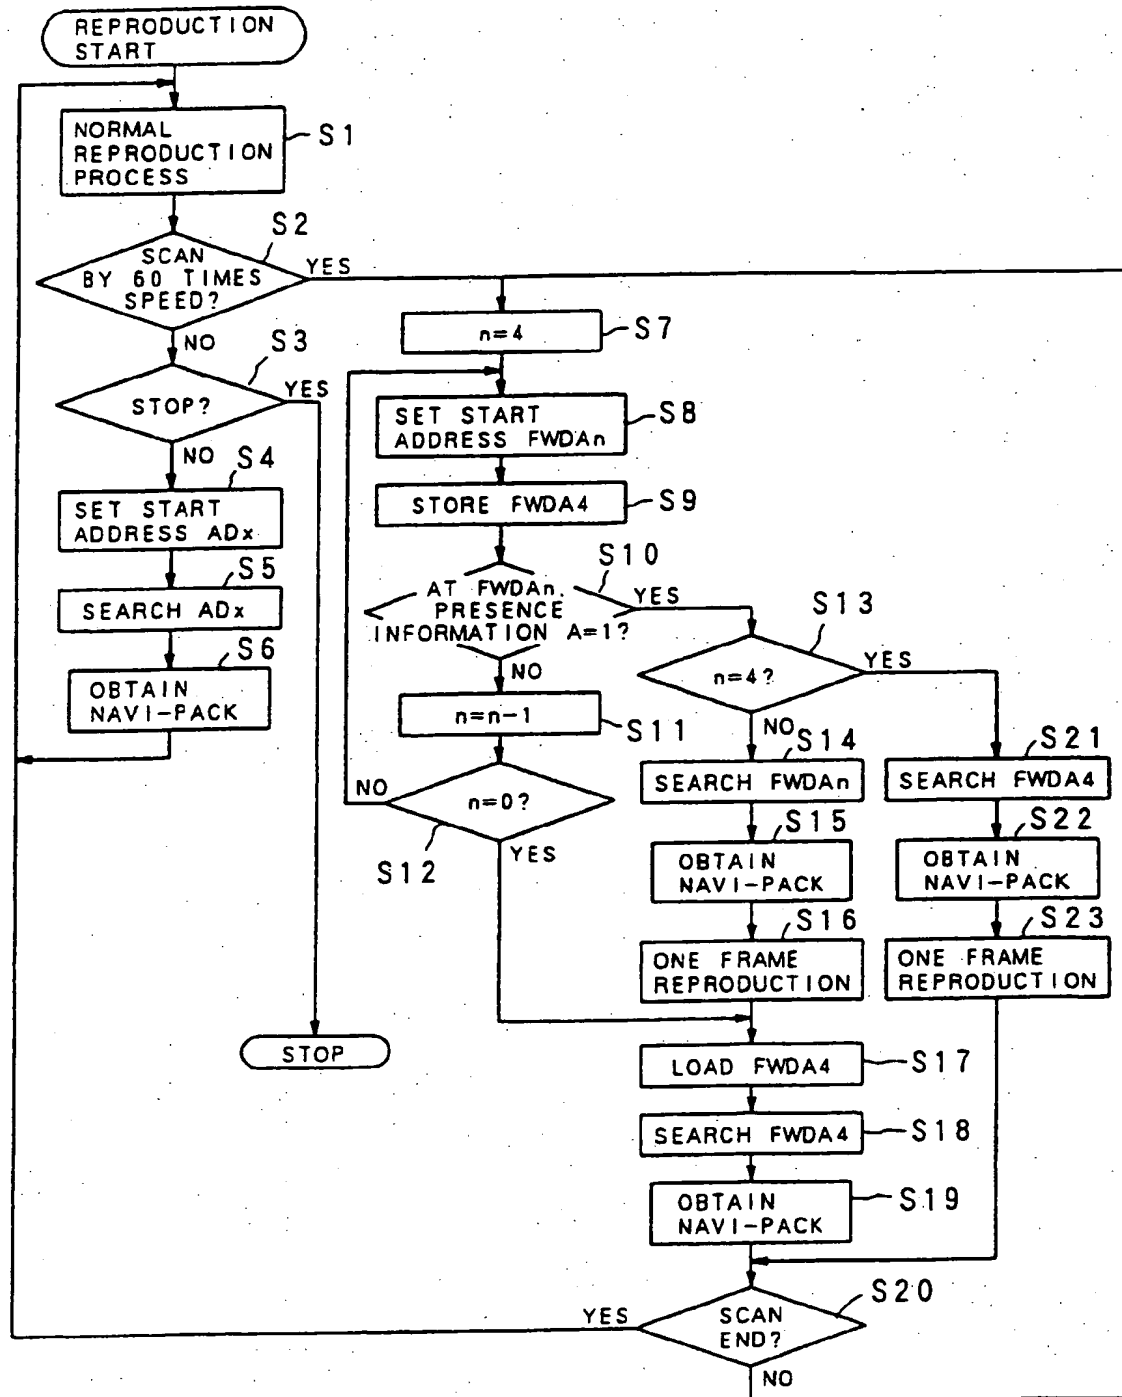 REPRODUCTION
START
NORMAL
REPRODUCTION
PROCESS
S1
SCAN
BY 60 TIMES
SPEED?
S2
YES
NO
n=4
S7
STOP?
S3
YES
NO
SET START
ADDRESS FWDAn
S8
SET START
ADDRESS ADx
S4
STORE FWDA4
S9
SEARCH ADx
S5
AT FWDAn,
PRESENCE
INFORMATION A=1?
S10
YES
NO
OBTAIN
NAVI-PACK
S6
n=4?
S13
YES
NO
n=n-1
S11
n=0?
S12
NO
YES
SEARCH FWDAn
S14
SEARCH FWDA4
S21
OBTAIN
NAVI-PACK
S15
OBTAIN
NAVI-PACK
S22
ONE FRAME
REPRODUCTION
S16
ONE FRAME
REPRODUCTION
S23
STOP
LOAD FWDA4
S17
SEARCH FWDA4
S18
OBTAIN
NAVI-PACK
S19
SCAN
END?
S20
YES
NO